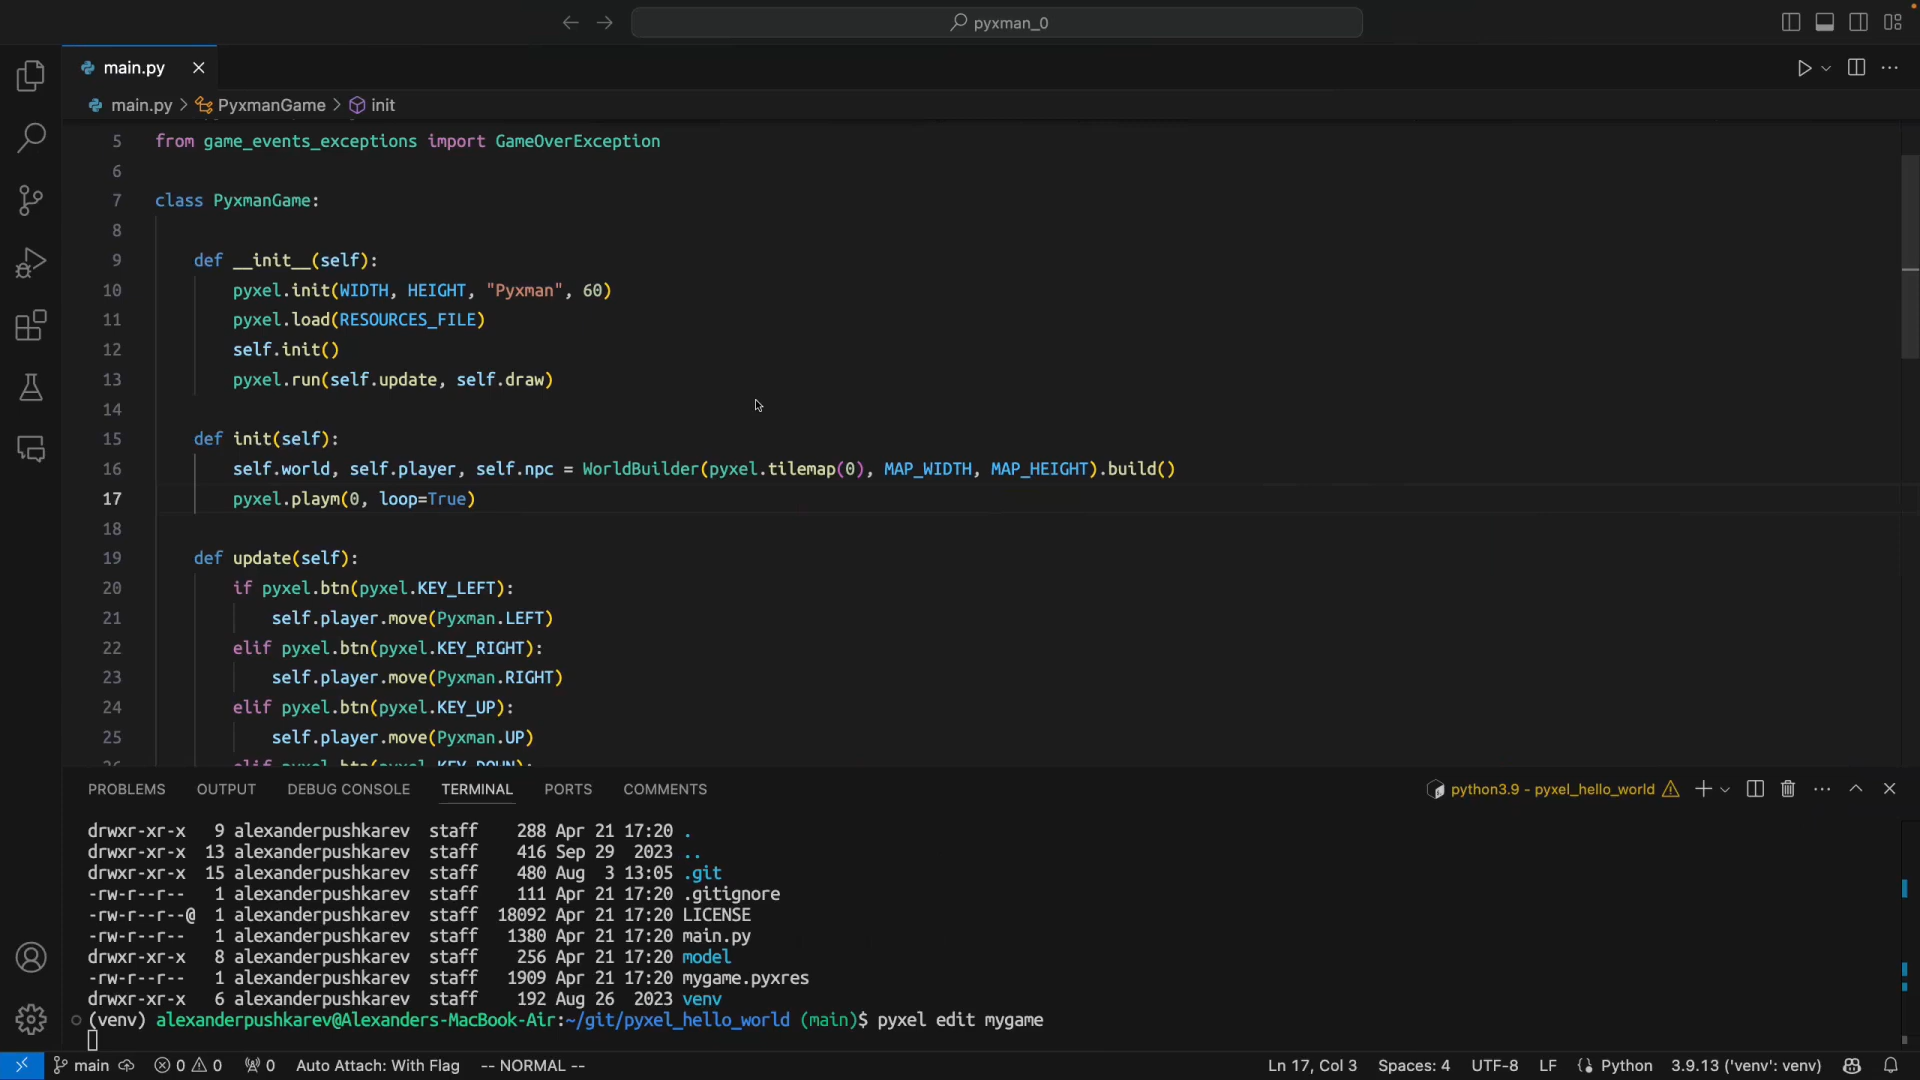 pyxman_0
main.py
main.py > PyxmanGame > init
5 from game_events_exceptions import GameOverException
6
7 class PyxmanGame:
8
9 def __init__(self):
10 pyxel.init(WIDTH, HEIGHT, "Pyxman", 60)
11 pyxel.load(RESOURCES_FILE)
12 self.init()
13 pyxel.run(self.update, self.draw)
14
15 def init(self):
16 self.world, self.player, self.npc = WorldBuilder(pyxel.tilemap(0), MAP_WIDTH, MAP_HEIGHT).build()
17 pyxel.playm(0, loop=True)
18
19 def update(self):
20 if pyxel.btn(pyxel.KEY_LEFT):
21 self.player.move(Pyxman.LEFT)
22 elif pyxel.btn(pyxel.KEY_RIGHT):
23 self.player.move(Pyxman.RIGHT)
24 elif pyxel.btn(pyxel.KEY_UP):
25 self.player.move(Pyxman.UP)
26 elif pyxel.btn(pyxel.KEY_DOWN):
PROBLEMS OUTPUT DEBUG CONSOLE TERMINAL PORTS COMMENTS python3.9 - pyxel_hello_world
drwxr-xr-x 9 alexanderpushkarev staff 288 Apr 21 17:20 .
drwxr-xr-x 13 alexanderpushkarev staff 416 Sep 29 2023 ..
drwxr-xr-x 15 alexanderpushkarev staff 480 Aug 3 13:05 .git
-rw-r--r-- 1 alexanderpushkarev staff 111 Apr 21 17:20 .gitignore
-rw-r--r--@ 1 alexanderpushkarev staff 18092 Apr 21 17:20 LICENSE
-rw-r--r-- 1 alexanderpushkarev staff 1380 Apr 21 17:20 main.py
drwxr-xr-x 8 alexanderpushkarev staff 256 Apr 21 17:20 model
-rw-r--r-- 1 alexanderpushkarev staff 1909 Apr 21 17:20 mygame.pyxres
drwxr-xr-x 6 alexanderpushkarev staff 192 Aug 26 2023 venv
(venv) alexanderpushkarev@Alexanders-MacBook-Air:~/git/pyxel_hello_world (main)$ pyxel edit mygame
main 0 0 0 Auto Attach: With Flag -- NORMAL -- Ln 17, Col 3 Spaces: 4 UTF-8 LF Python 3.9.13 ('venv': venv)